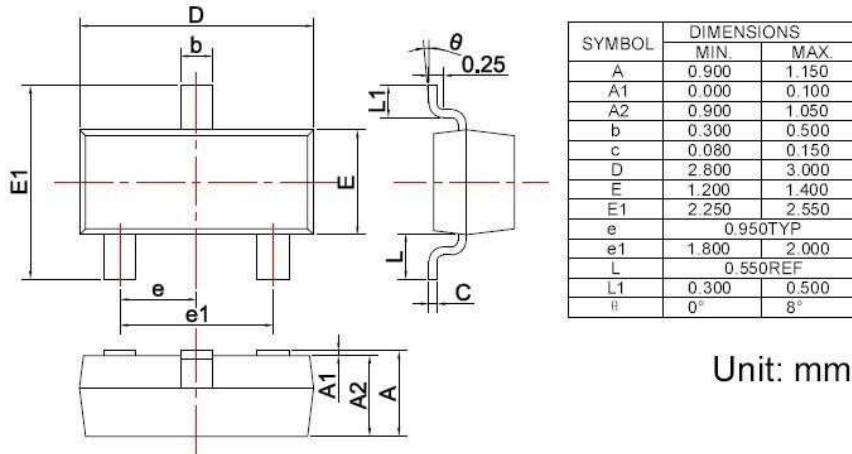 D
b
θ
0.25
L1
E1
E
L
C
e
e1
A1
A2
A
SYMBOL DIMENSIONS
MIN. MAX.
A 0.900 1.150
A1 0.000 0.100
A2 0.900 1.050
b 0.300 0.500
c 0.080 0.150
D 2.800 3.000
E 1.200 1.400
E1 2.250 2.550
e 0.950TYP
e1 1.800 2.000
L 0.550REF
L1 0.300 0.500
θ 0° 8°
Unit: mm